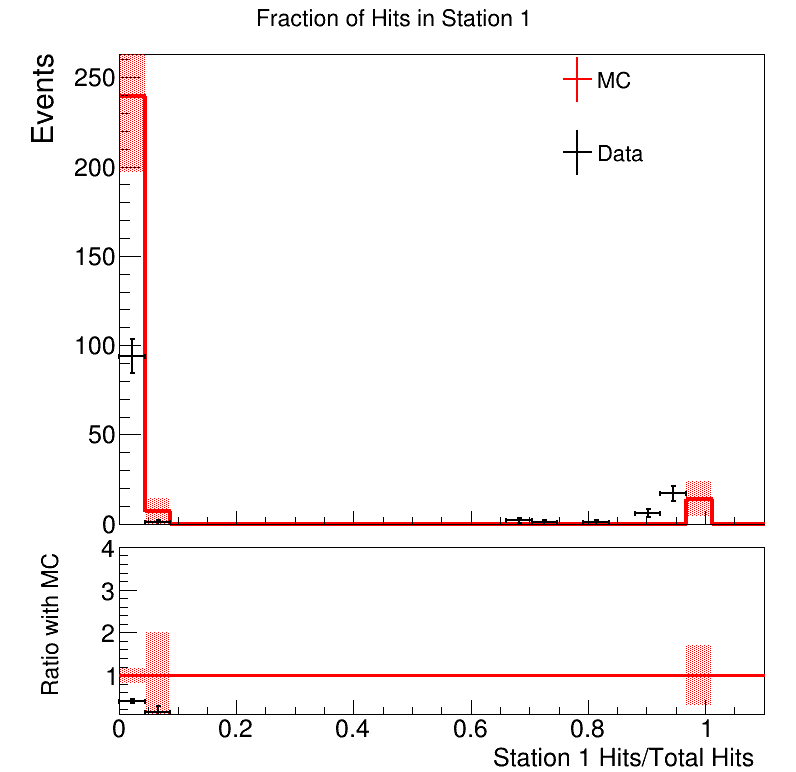 Fraction of Hits in Station 1
Events
250
200
150
100
50
0
MC
Data
Ratio with MC
4
3
2
1
0
0.2
0.4
0.6
0.8
1
Station 1 Hits/Total Hits